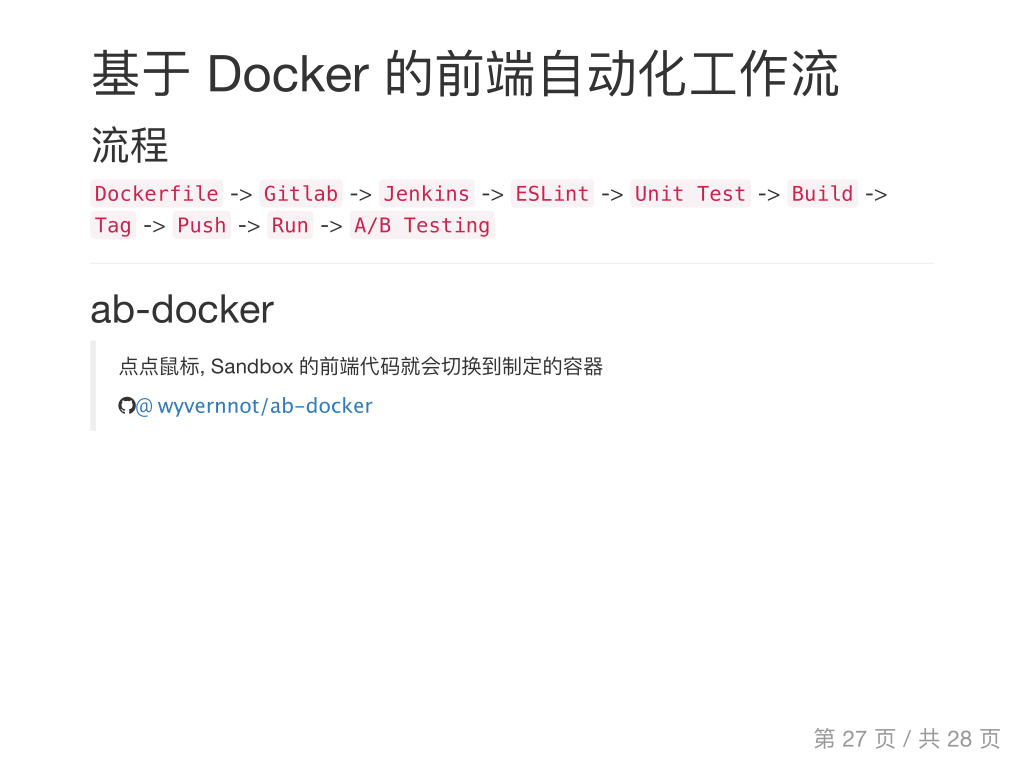 基于 Docker 的前端自动化工作流
流程
Dockerfile -> Gitlab -> Jenkins -> ESLint -> Unit Test -> Build ->
Tag -> Push -> Run -> A/B Testing
ab-docker
点点鼠标, Sandbox 的前端代码就会切换到制定的容器
@ wyvernnot/ab-docker
第 27 页 / 共 28 页